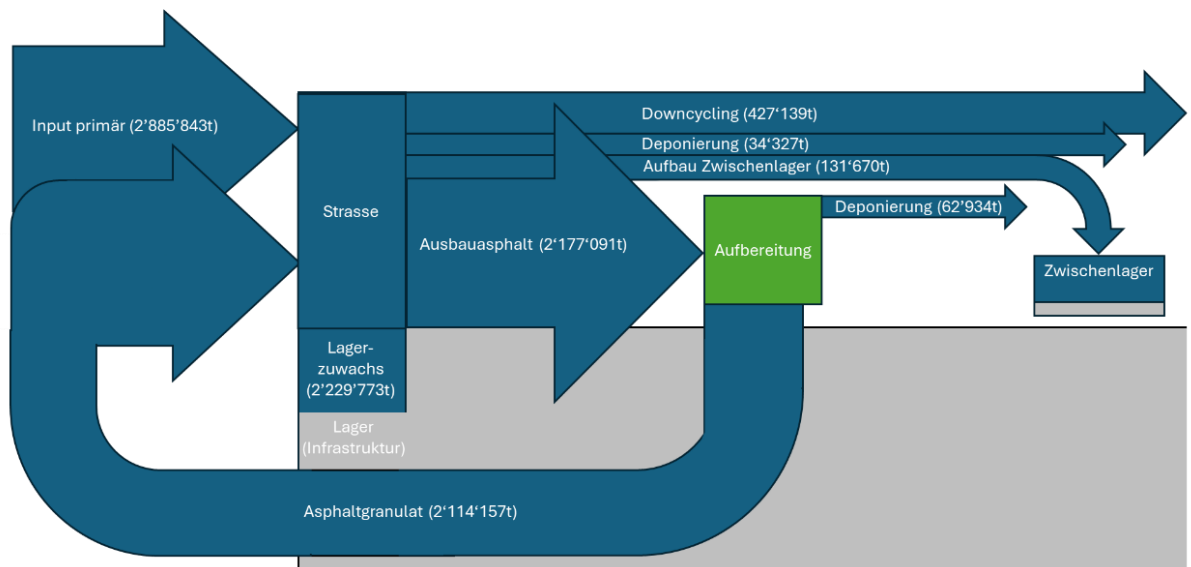 Input primär (2’885’843t)
Downcycling (427‘139t)
Deponierung (34’327t)
Aufbau Zwischenlager (131’670t)
Strasse
Deponierung (62’934t)
Ausbauasphalt (2‘177‘091t)
Aufbereitung
Zwischenlager
Lager-
zuwachs
(2’229’773t)
Lager
(Infrastruktur)
Asphaltgranulat (2‘114‘157t)